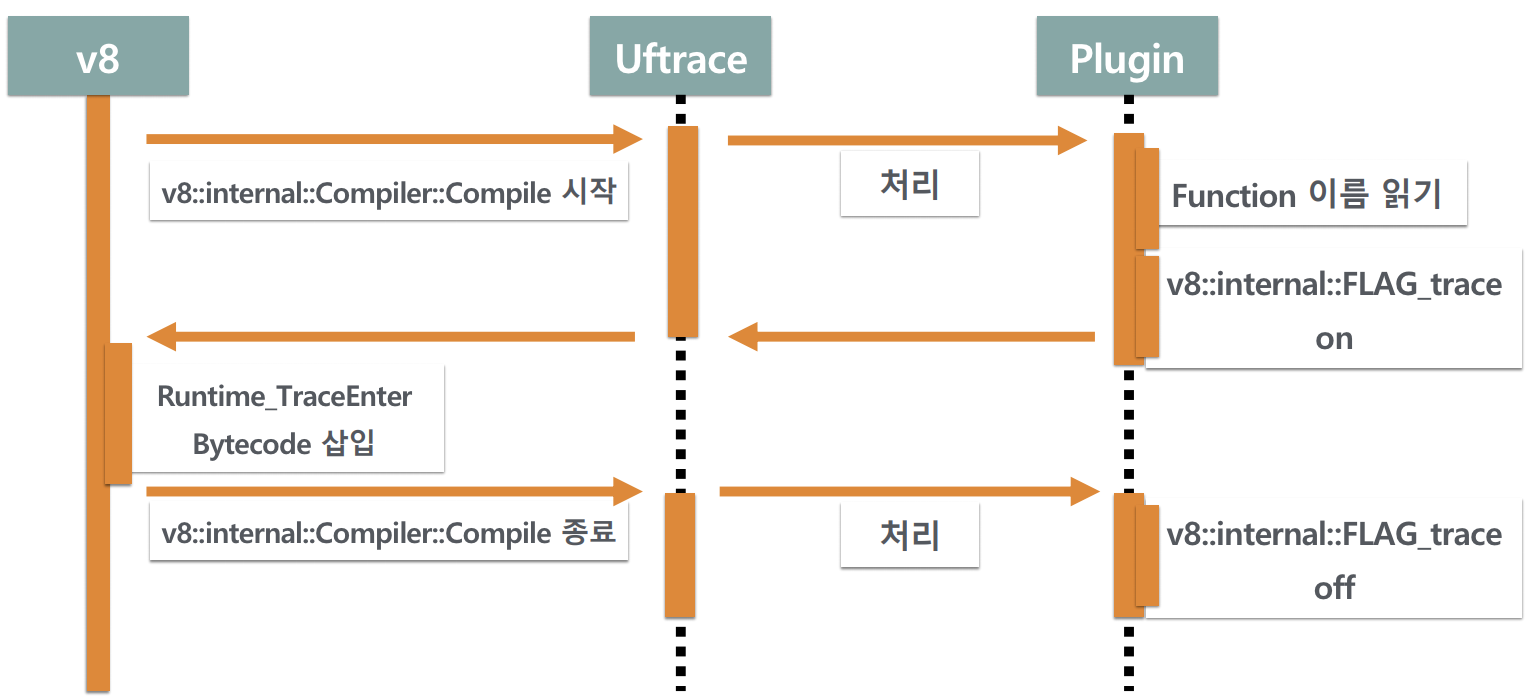 v8
Uftrace
Plugin
v8::internal::Compiler::Compile 시작
처리
Function 이름 읽기
v8::internal::FLAG_trace
on
Runtime_TraceEnter
Bytecode 삽입
v8::internal::Compiler::Compile 종료
처리
v8::internal::FLAG_trace
off